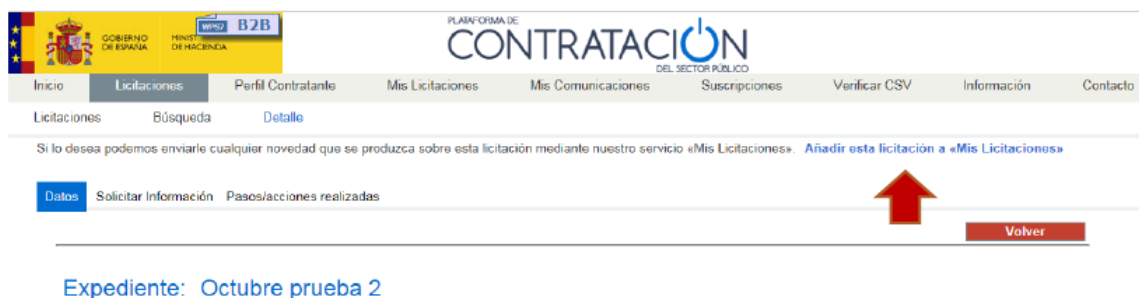 GOBIERNO DE ESPAÑA
MINIST
DE HACIENDA
WPS2 B2B
PLATAFORMA DE
CONTRATACIÓN
DEL SECTOR PÚBLICO
Inicio Licitaciones Perfil Contratante Mis Licitaciones Mis Comunicaciones Suscripciones Verificar CSV Información Contacto
Licitaciones Búsqueda Detalle
Si lo desea podemos enviarle cualquier novedad que se produzca sobre esta licitación mediante nuestro servicio «Mis Licitaciones». Añadir esta licitación a «Mis Licitaciones»
Datos Solicitar Información Pasos/acciones realizadas
Volver
Expediente: Octubre prueba 2